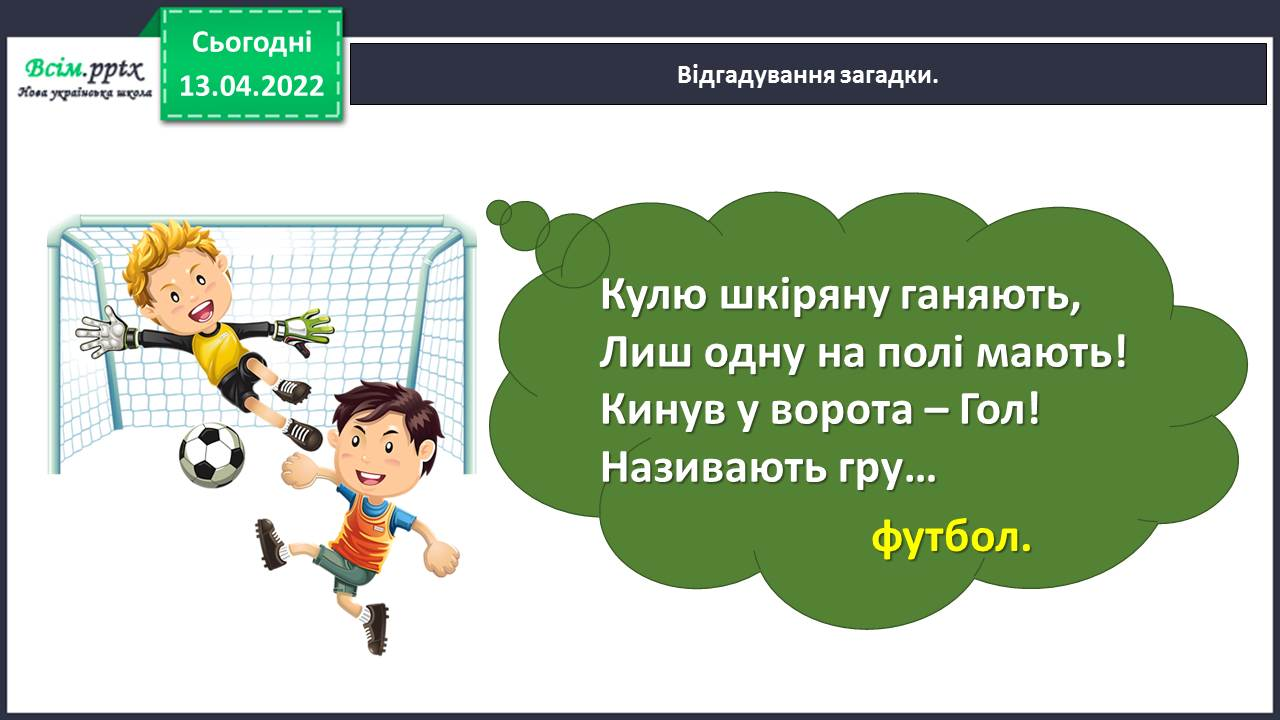 Всім.pptx
Нова українська школа
Сьогодні
13.04.2022
Відгадування загадки.
Кулю шкіряну ганяють,
Лиш одну на полі мають!
Кинув у ворота – Гол!
Називають гру...
футбол.